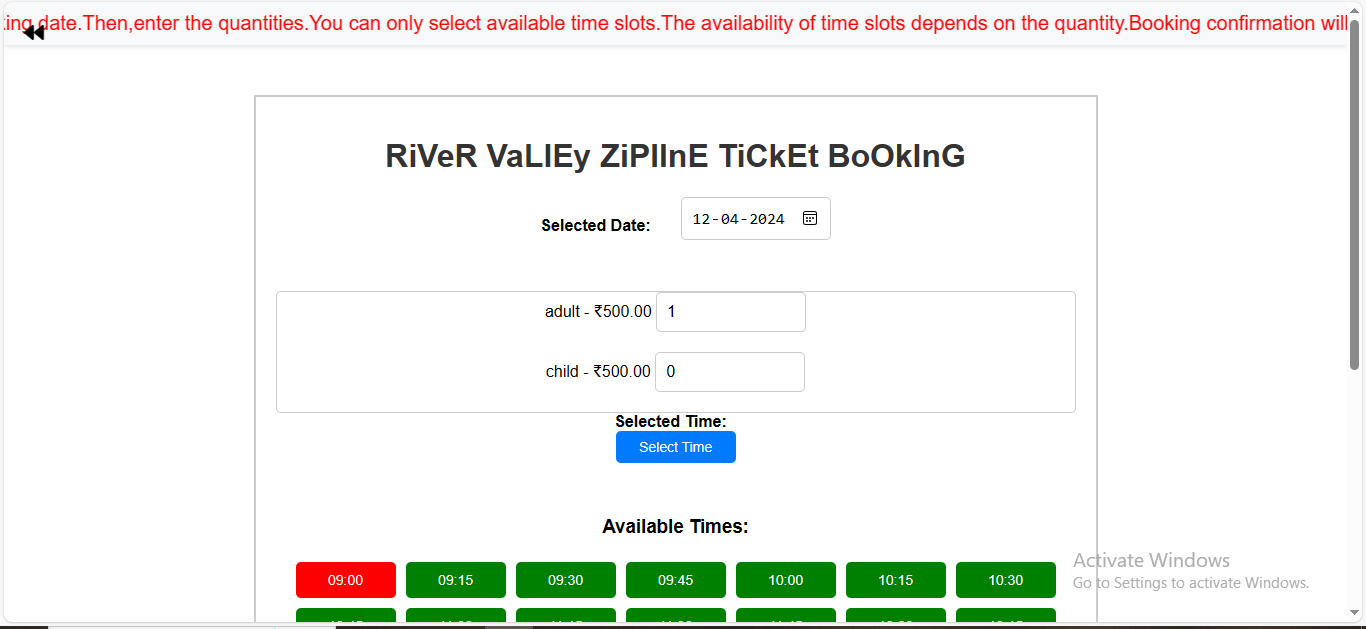 date.Then,enter the quantities.You can only select available time slots.The availability of time slots depends on the quantity.Booking confirmation will
RiVeR VaLlEy ZiPlInE TiCkEt BoOkInG
Selected Date: 12-04-2024
adult - ₹500.00 1
child - ₹500.00 0
Selected Time:
Select Time
Available Times:
09:00 09:15 09:30 09:45 10:00 10:15 10:30
Activate Windows
Go to Settings to activate Windows.